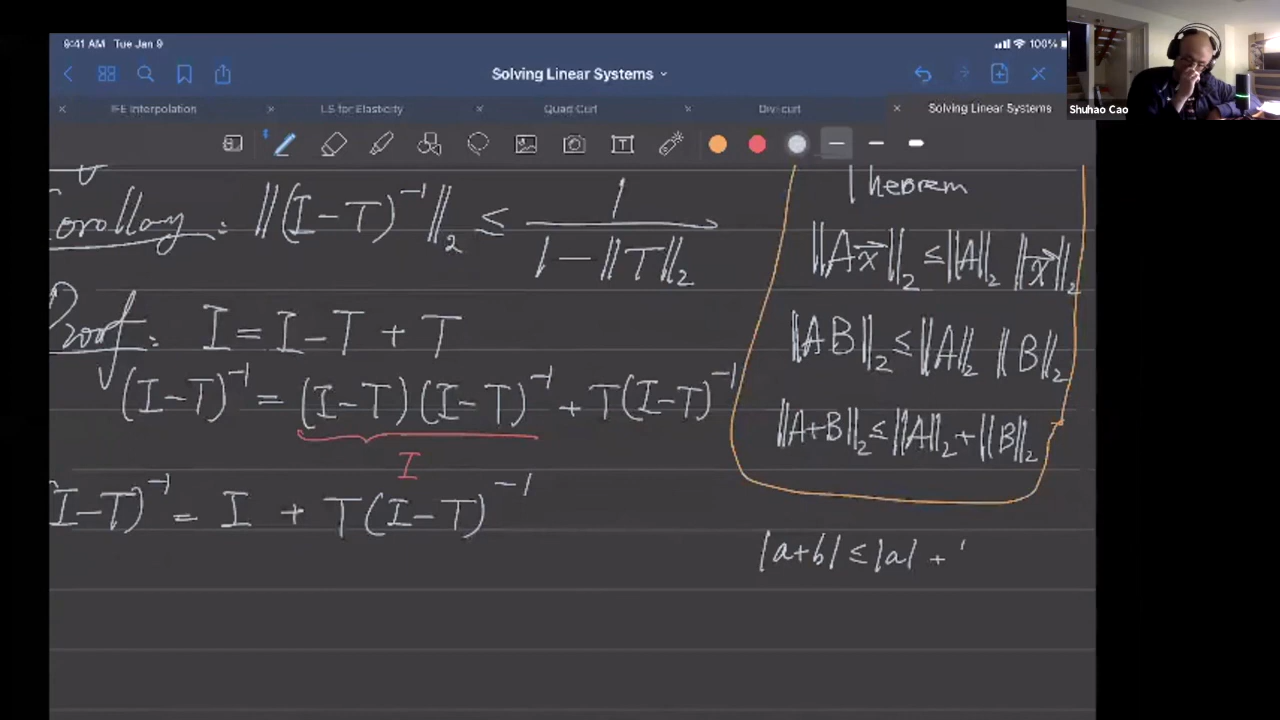 9:41 AM Tue Jan 9
100%
Solving Linear Systems
IFE Interpolation
LS for Elasticity
Quad Curl
Div-curl
Solving Linear Systems
Shuhao Cao
Corollary: ‖(I-T)⁻¹‖₂ ≤ 1 / (1-‖T‖₂)
Proof: I = I-T + T
(I-T)⁻¹ = (I-T)(I-T)⁻¹ + T(I-T)⁻¹
I
(I-T)⁻¹ = I + T(I-T)⁻¹
Theorem
‖Ax⃗‖₂ ≤ ‖A‖₂ ‖x⃗‖₂
‖AB‖₂ ≤ ‖A‖₂ ‖B‖₂
‖A+B‖₂ ≤ ‖A‖₂ + ‖B‖₂
|a+b| ≤ |a| +